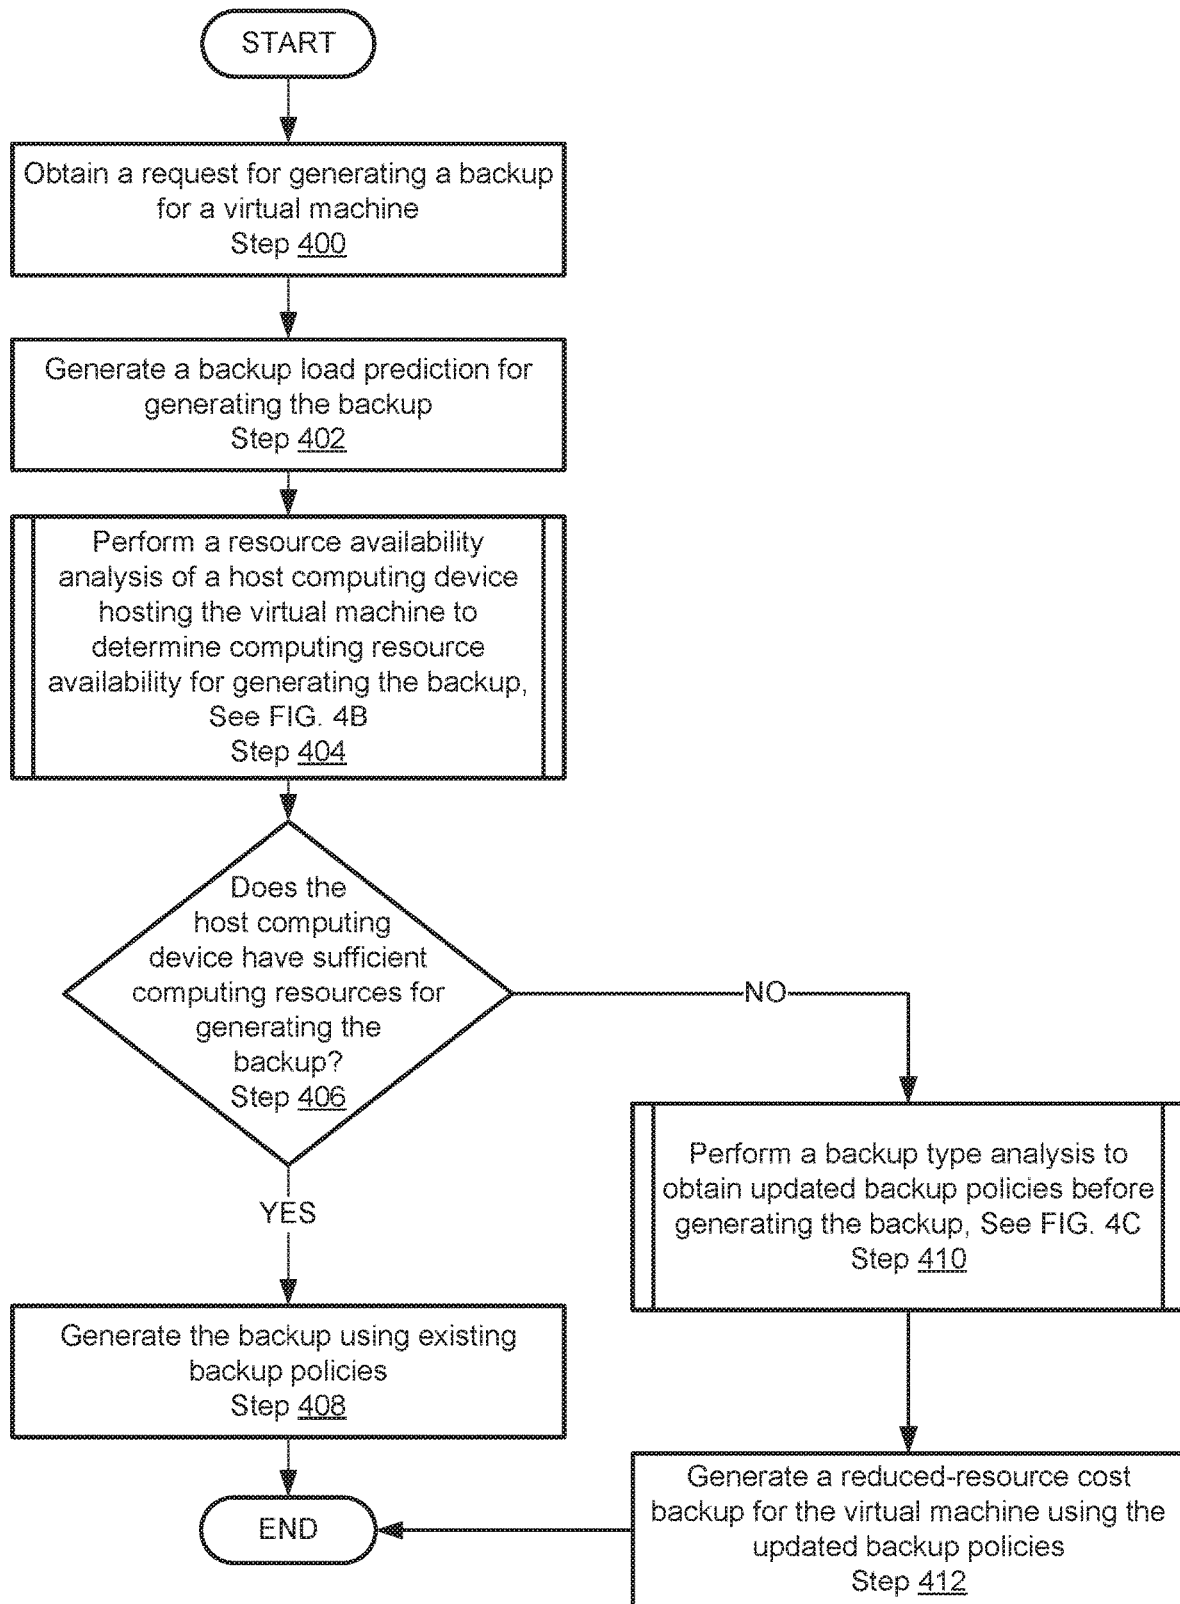 START
Obtain a request for generating a backup
for a virtual machine
Step 400
Generate a backup load prediction for
generating the backup
Step 402
Perform a resource availability
analysis of a host computing device
hosting the virtual machine to
determine computing resource
availability for generating the backup,
See FIG. 4B
Step 404
Does the
host computing
device have sufficient
computing resources for
generating the
backup?
Step 406
NO
YES
Perform a backup type analysis to
obtain updated backup policies before
generating the backup, See FIG. 4C
Step 410
Generate the backup using existing
backup policies
Step 408
Generate a reduced-resource cost
backup for the virtual machine using the
updated backup policies
Step 412
END